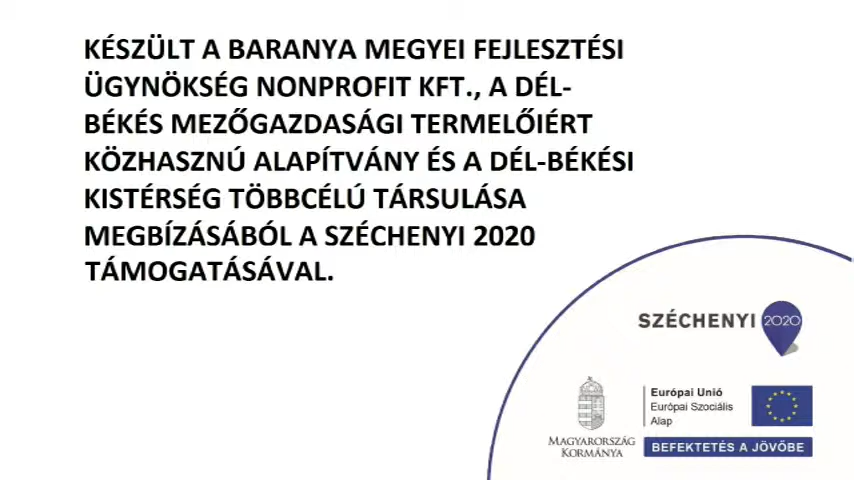 KÉSZÜLT A BARANYA MEGYEI FEJLESZTÉSI
ÜGYNÖKSÉG NONPROFIT KFT., A DÉL-
BÉKÉS MEZŐGAZDASÁGI TERMELŐIÉRT
KÖZHASZNÚ ALAPÍTVÁNY ÉS A DÉL-BÉKÉSI
KISTÉRSÉG TÖBBCÉLÚ TÁRSULÁSA
MEGBÍZÁSÁBÓL A SZÉCHENYI 2020
TÁMOGATÁSÁVAL.
SZÉCHENYI 2020
MAGYARORSZÁG
KORMÁNYA
Európai Unió
Európai Szociális
Alap
BEFEKTETÉS A JÖVŐBE